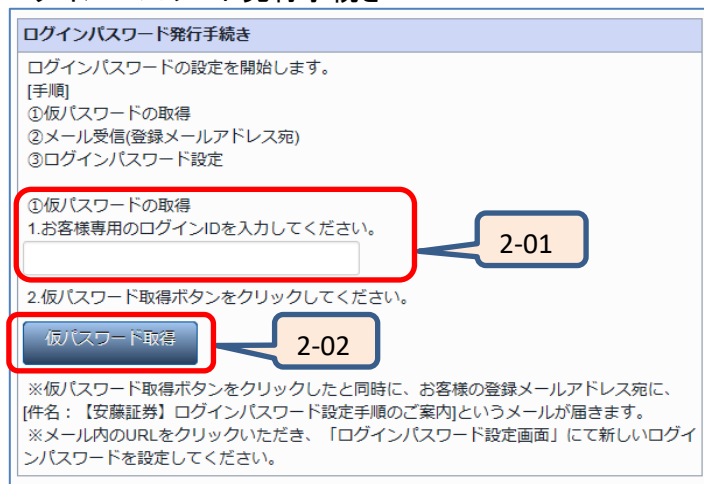 ログインパスワード発行手続き
ログインパスワードの設定を開始します。
[手順]
①仮パスワードの取得
②メール受信(登録メールアドレス宛)
③ログインパスワード設定
①仮パスワードの取得
1.お客様専用のログインIDを入力してください。
2-01
2.仮パスワード取得ボタンをクリックしてください。
仮パスワード取得
2-02
※仮パスワード取得ボタンをクリックしたと同時に、お客様の登録メールアドレス宛に、
[件名：【安藤証券】ログインパスワード設定手順のご案内]というメールが届きます。
※メール内のURLをクリックいただき、「ログインパスワード設定画面」にて新しいログイ
ンパスワードを設定してください。